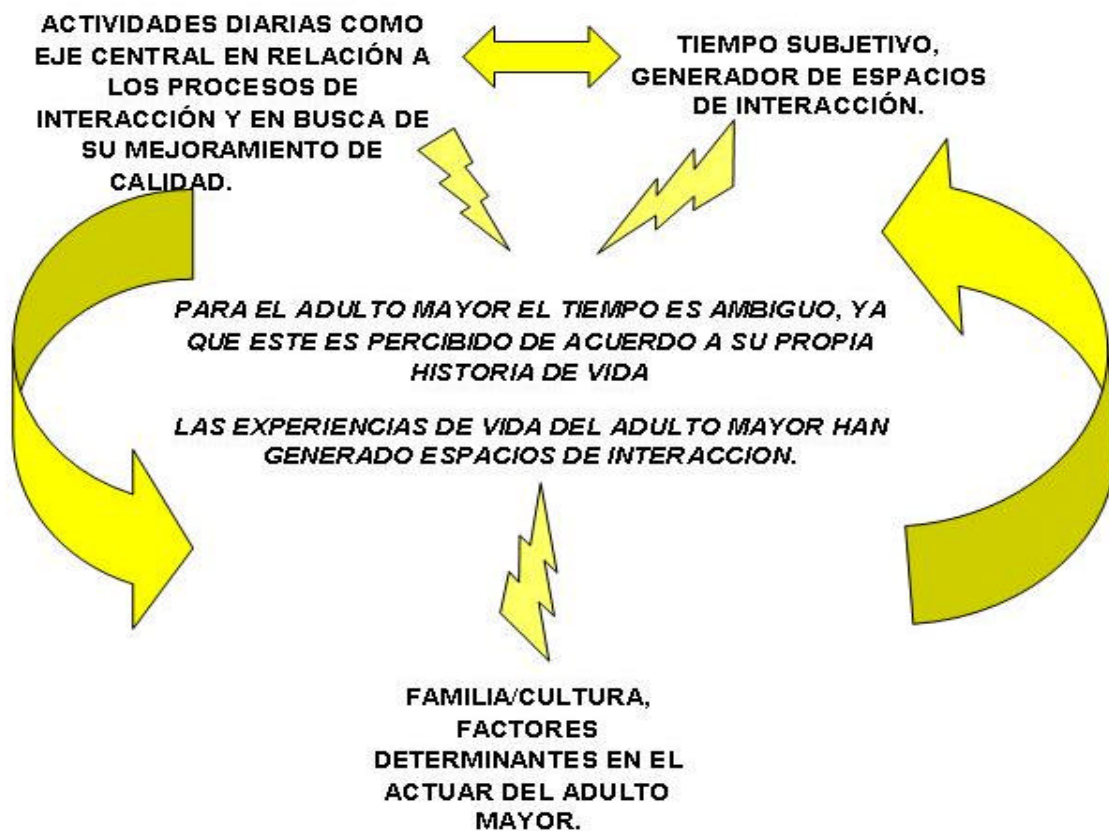 ACTIVIDADES DIARIAS COMO
EJE CENTRAL EN RELACIÓN A
LOS PROCESOS DE
INTERACCIÓN Y EN BUSCA DE
SU MEJORAMIENTO DE
CALIDAD.
TIEMPO SUBJETIVO,
GENERADOR DE ESPACIOS
DE INTERACCIÓN.
PARA EL ADULTO MAYOR EL TIEMPO ES AMBIGUO, YA
QUE ESTE ES PERCIBIDO DE ACUERDO A SU PROPIA
HISTORIA DE VIDA
LAS EXPERIENCIAS DE VIDA DEL ADULTO MAYOR HAN
GENERADO ESPACIOS DE INTERACCION.
FAMILIA/CULTURA,
FACTORES
DETERMINANTES EN EL
ACTUAR DEL ADULTO
MAYOR.